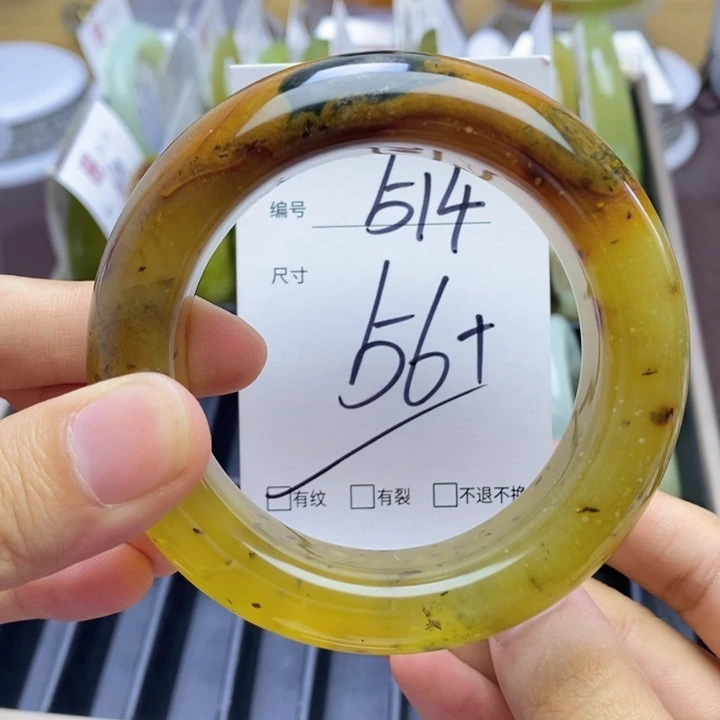 编号 514
尺寸
56+
□有纹 □有裂 □不退不换